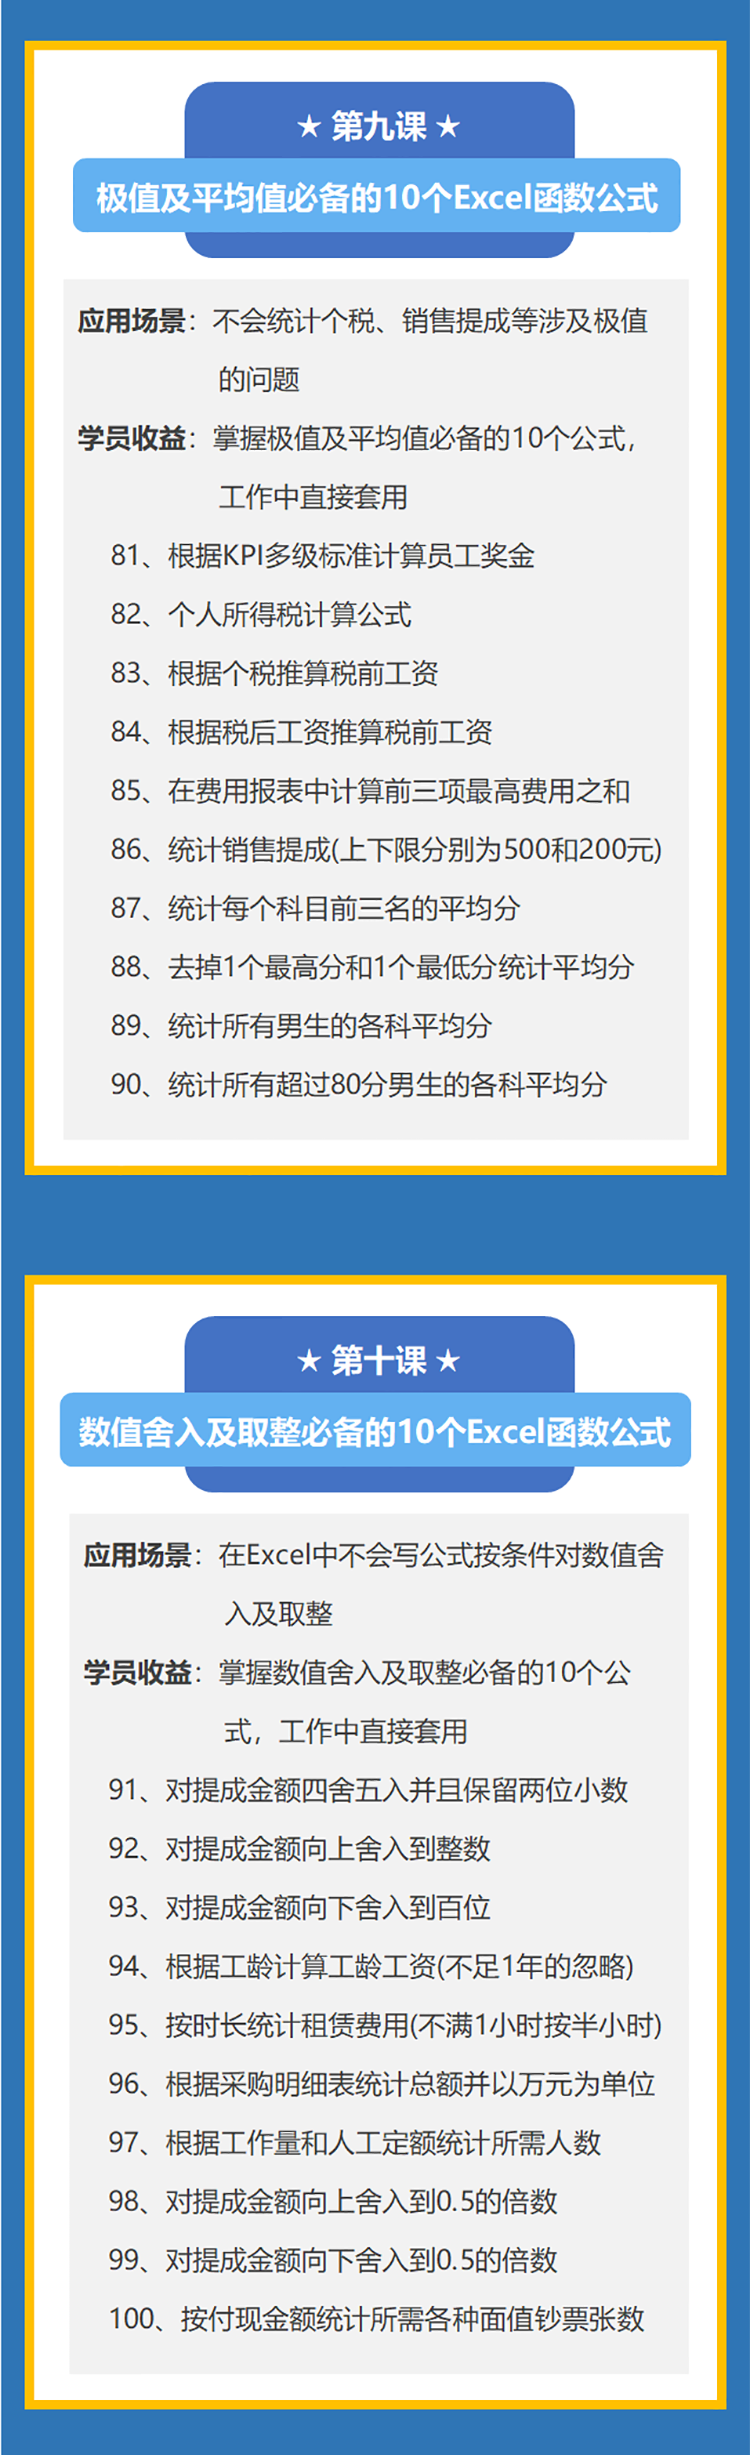 ★ 第九课 ★
极值及平均值必备的10个Excel函数公式
应用场景：不会统计个税、销售提成等涉及极值
的问题
学员收益：掌握极值及平均值必备的10个公式，
工作中直接套用
81、根据KPI多级标准计算员工奖金
82、个人所得税计算公式
83、根据个税推算税前工资
84、根据税后工资推算税前工资
85、在费用报表中计算前三项最高费用之和
86、统计销售提成(上下限分别为500和200元)
87、统计每个科目前三名的平均分
88、去掉1个最高分和1个最低分统计平均分
89、统计所有男生的各科平均分
90、统计所有超过80分男生的各科平均分
★ 第十课 ★
数值舍入及取整必备的10个Excel函数公式
应用场景：在Excel中不会写公式按条件对数值舍
入及取整
学员收益：掌握数值舍入及取整必备的10个公
式，工作中直接套用
91、对提成金额四舍五入并且保留两位小数
92、对提成金额向上舍入到整数
93、对提成金额向下舍入到百位
94、根据工龄计算工龄工资(不足1年的忽略)
95、按时长统计租赁费用(不满1小时按半小时)
96、根据采购明细表统计总额并以万元为单位
97、根据工作量和人工定额统计所需人数
98、对提成金额向上舍入到0.5的倍数
99、对提成金额向下舍入到0.5的倍数
100、按付现金额统计所需各种面值钞票张数